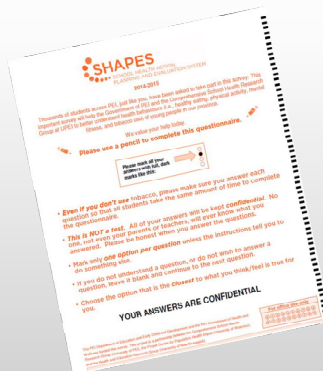 SHAPES
SCHOOL HEALTH ACTION,
PLANNING AND EVALUATION SYSTEM
2014-2015
Thousands of students across PEI, just like you, have been asked to take part in this survey. This
important survey will help the Government of PEI and the Comprehensive School Health Research
Group at UPEI to better understand health behaviours (i.e., healthy eating, physical activity, mental
fitness, and tobacco use) of young people in our province.
We value your help today.
Please use a pencil to complete this questionnaire.
Please mark all your
answers with full, dark
marks like this:
• Even if you don't use tobacco, please make sure you answer each
question so that all students take the same amount of time to complete
the questionnaire.
• This is NOT a test. All of your answers will be kept confidential. No
one, not even your parents or teachers, will ever know what you
answered. Please be honest when you answer the questions.
• Mark only one option per question unless the instructions tell you to
do something else.
• If you do not understand a question, or do not wish to answer a
question, leave it blank and continue to the next question.
• Choose the option that is the closest to what you think/feel is true for
you.
YOUR ANSWERS ARE CONFIDENTIAL